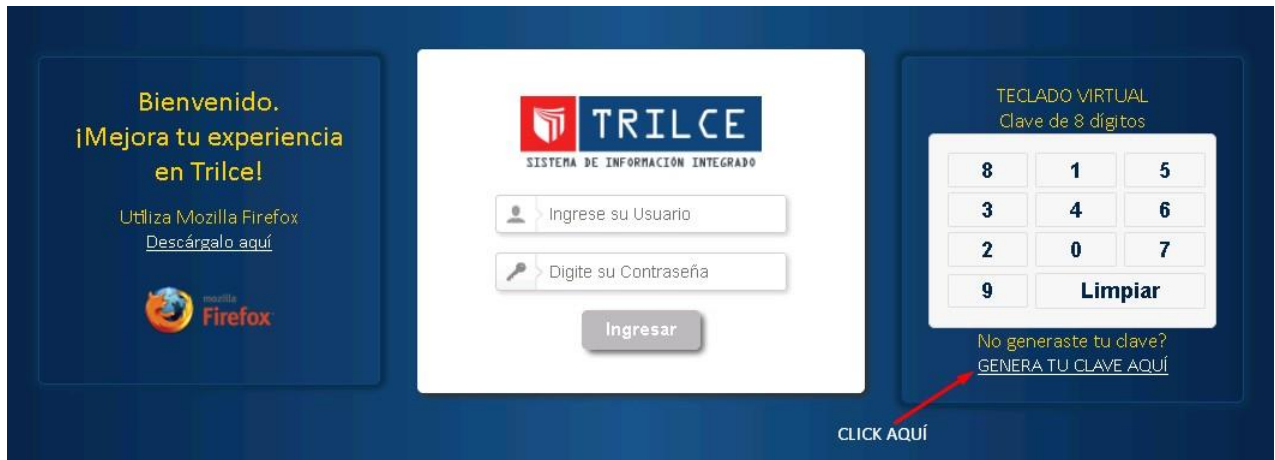 Bienvenido.
¡Mejora tu experiencia
en Trilce!
Utiliza Mozilla Firefox
Descárgalo aquí
mozilla
Firefox
TRILCE
SISTEMA DE INFORMACIÓN INTEGRADO
Ingrese su Usuario
Digite su Contraseña
Ingresar
TECLADO VIRTUAL
Clave de 8 dígitos
8 1 5
3 4 6
2 0 7
9 Limpiar
No generaste tu clave?
GENERA TU CLAVE AQUÍ
CLICK AQUÍ